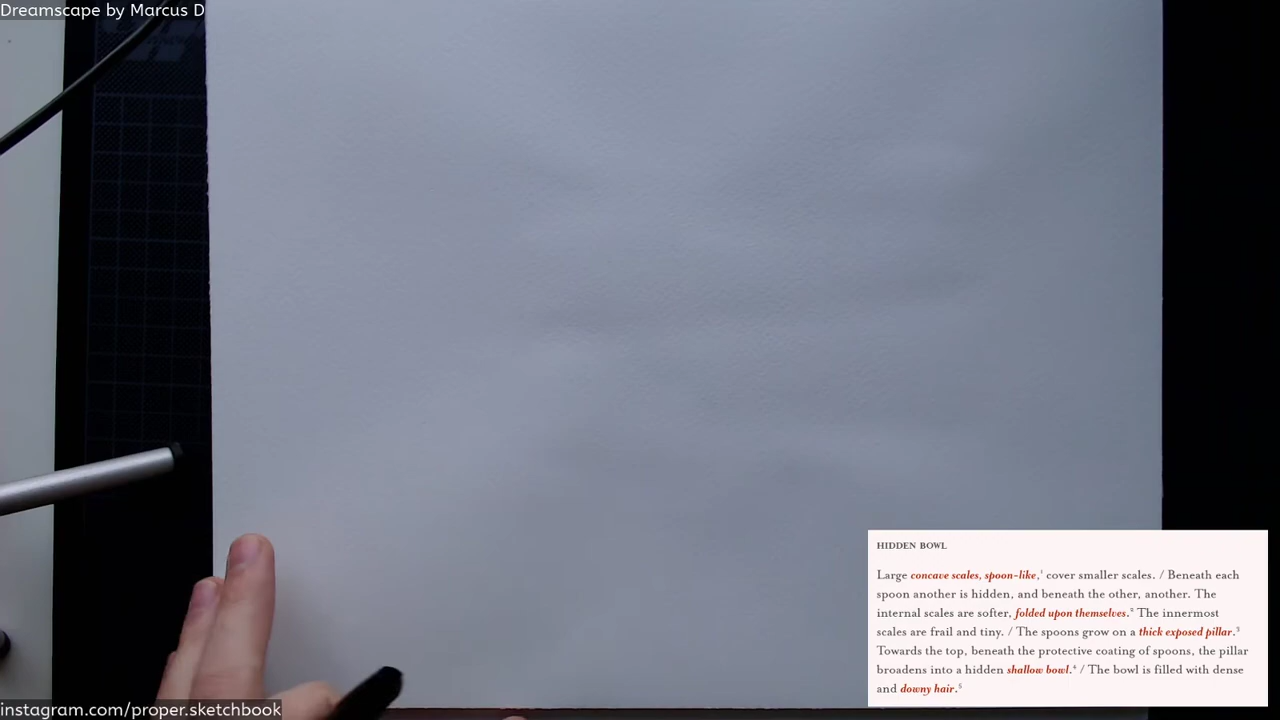 Dreamscape by Marcus D
HIDDEN BOWL
Large concave scales, spoon-like,¹ cover smaller scales. / Beneath each
spoon another is hidden, and beneath the other, another. The
internal scales are softer, folded upon themselves.² The innermost
scales are frail and tiny. / The spoons grow on a thick exposed pillar.³
Towards the top, beneath the protective coating of spoons, the pillar
broadens into a hidden shallow bowl.⁴ / The bowl is filled with dense
and downy hair.⁵
instagram.com/proper.sketchbook